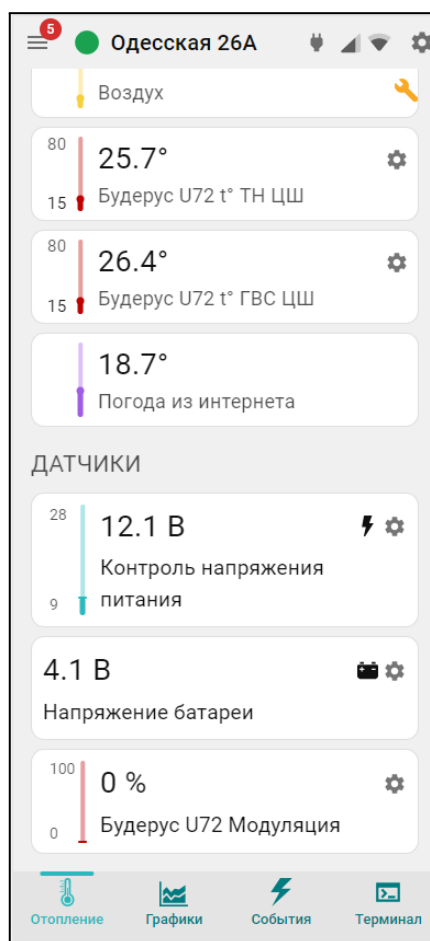 5
Одесская 26А
Воздух
80
25.7°
15
Будерус U72 t° ТН ЦШ
80
26.4°
15
Будерус U72 t° ГВС ЦШ
18.7°
Погода из интернета
ДАТЧИКИ
28
12.1 В
Контроль напряжения
9
питания
4.1 В
Напряжение батареи
100
0 %
0
Будерус U72 Модуляция
Отопление
Графики
События
Терминал